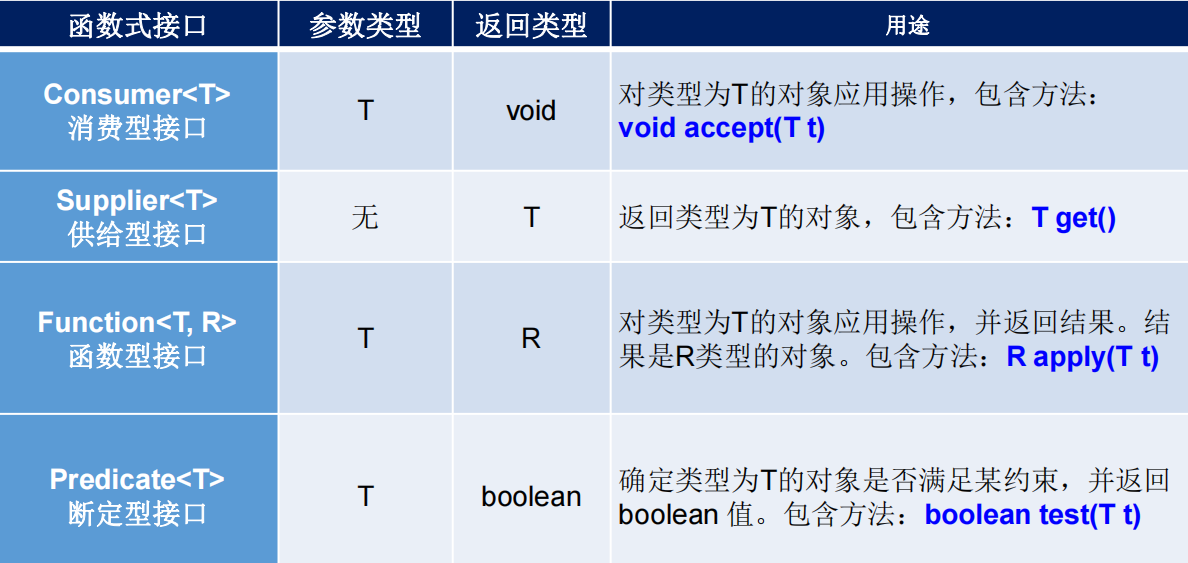 函数式接口 参数类型 返回类型 用途
Consumer<T>
消费型接口
T
void
对类型为T的对象应用操作，包含方法：
void accept(T t)
Supplier<T>
供给型接口
无
T
返回类型为T的对象，包含方法：T get()
Function<T, R>
函数型接口
T
R
对类型为T的对象应用操作，并返回结果。结
果是R类型的对象。包含方法：R apply(T t)
Predicate<T>
断定型接口
T
boolean
确定类型为T的对象是否满足某约束，并返回
boolean 值。包含方法：boolean test(T t)